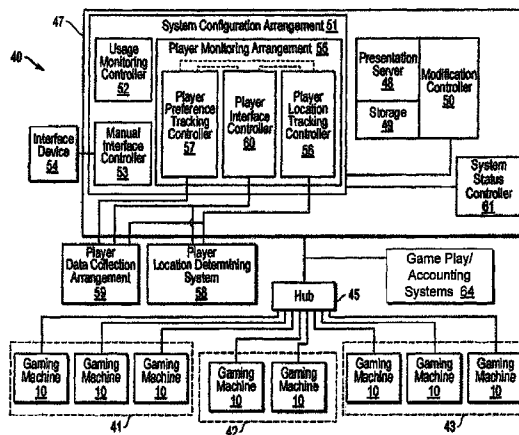 47
System Configuration Arrangement 51
40
Usage
Monitoring
Controller
52
Player Monitoring Arrangement 55
Player
Preference
Tracking
Controller
57
Player
Interface
Controller
60
Player
Location
Tracking
Controller
56
Presentation
Server
48
Storage
49
Modification
Controller
50
Interface
Device
54
Manual
Interface
Controller
53
System
Status
Controller
61
Player
Data Collection
Arrangement
59
Player
Location Determining
System 58
Game Play/
Accounting
Systems 64
Hub
45
Gaming
Machine
10
Gaming
Machine
10
Gaming
Machine
10
41
Gaming
Machine
10
Gaming
Machine
10
42
Gaming
Machine
10
Gaming
Machine
10
Gaming
Machine
10
43